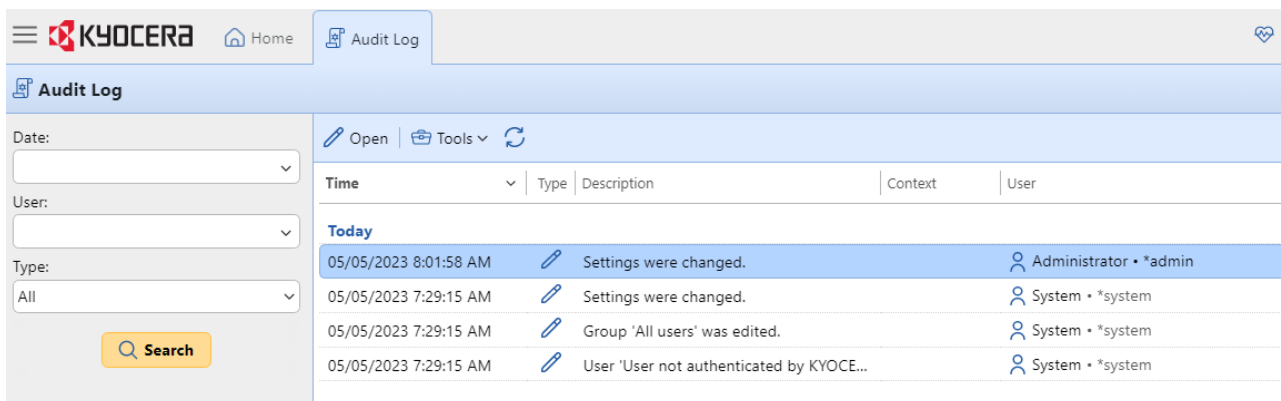 KYOCERA Home Audit Log
Audit Log
Date:
User:
Type:
All
Search
Open Tools
Time Type Description Context User
Today
05/05/2023 8:01:58 AM Settings were changed. Administrator • *admin
05/05/2023 7:29:15 AM Settings were changed. System • *system
05/05/2023 7:29:15 AM Group 'All users' was edited. System • *system
05/05/2023 7:29:15 AM User 'User not authenticated by KYOCE... System • *system